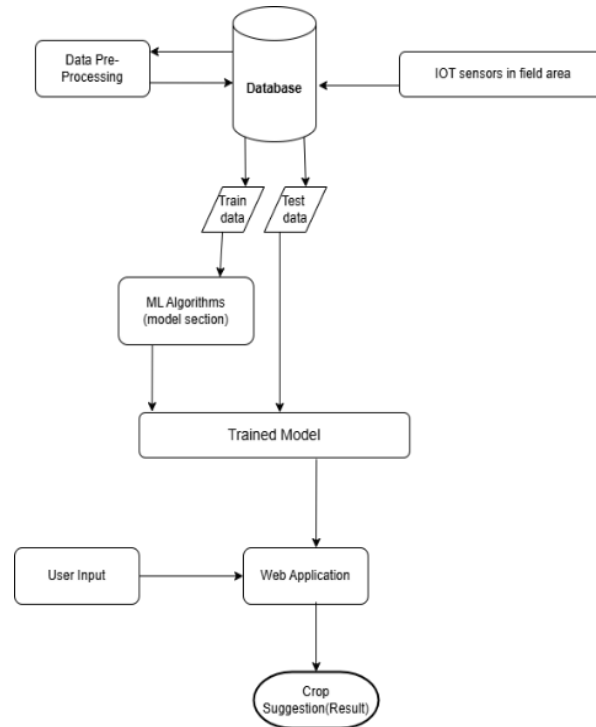 Data Pre-
Processing
Database
IOT sensors in field area
Train
data
Test
data
ML Algorithms
(model section)
Trained Model
User Input
Web Application
Crop
Suggestion(Result)